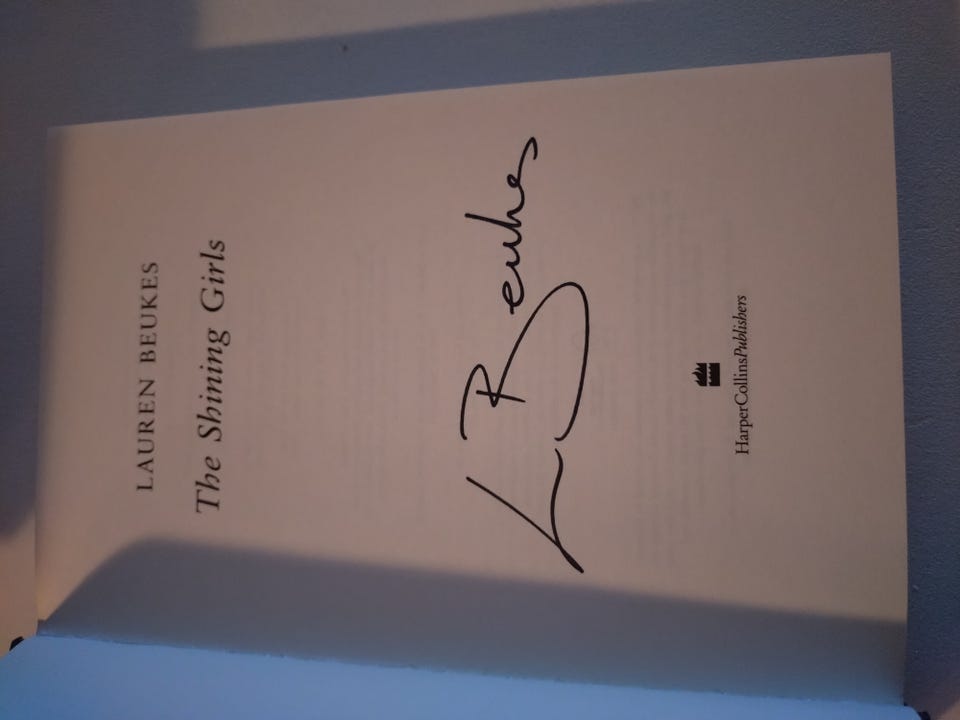 LAUREN BEUKES
The Shining Girls
L Beukes
HarperCollinsPublishers